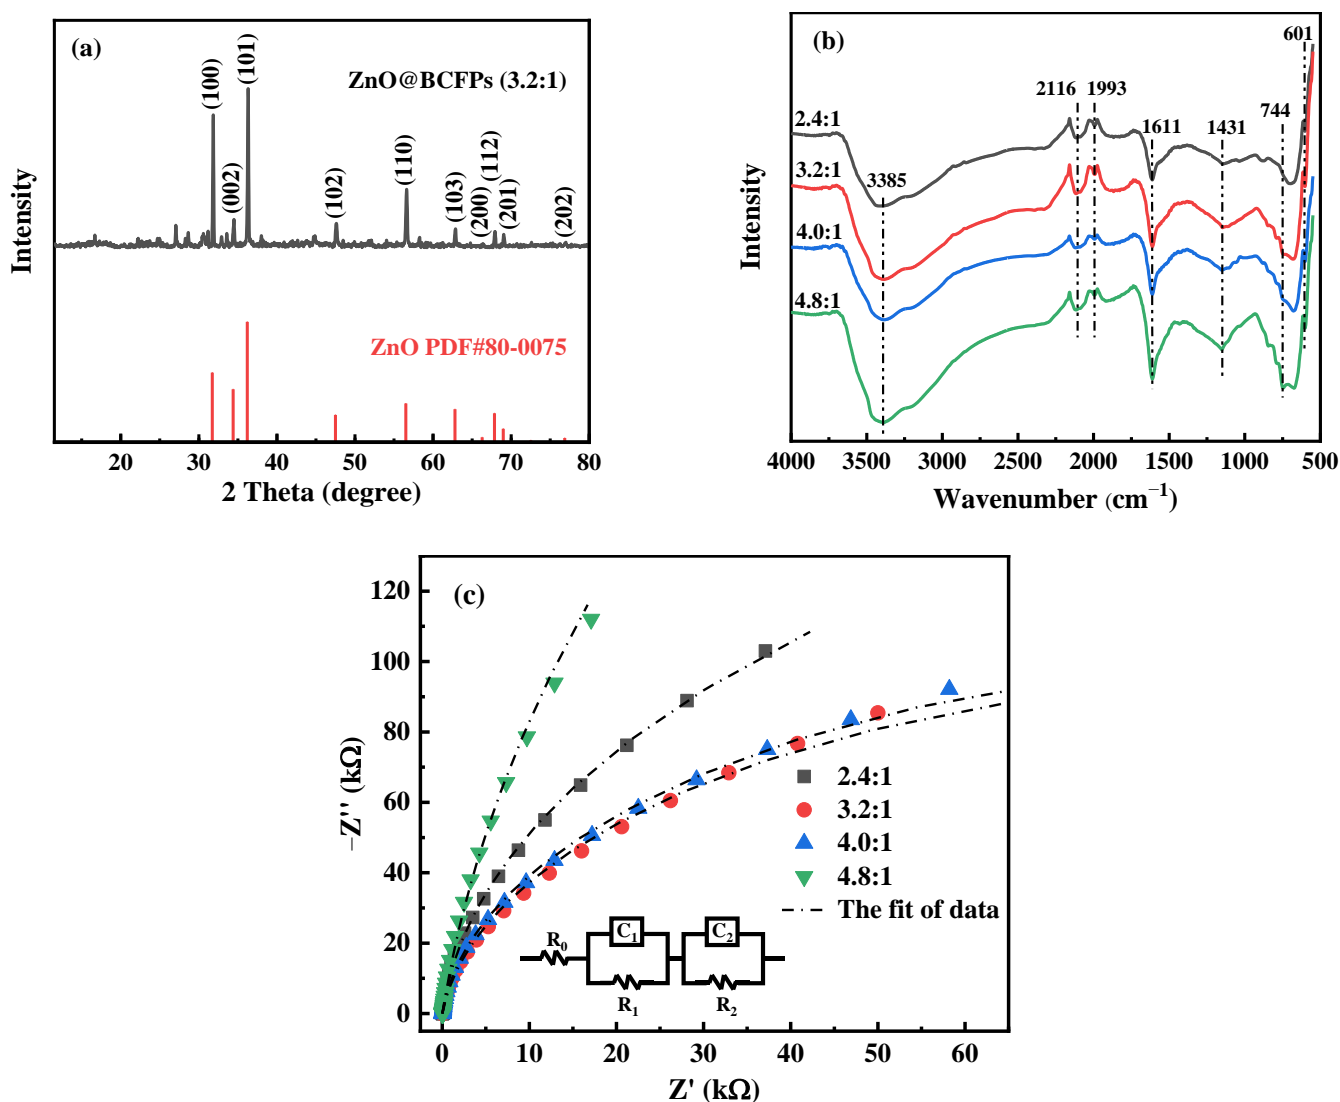 (a)
ZnO@BCFPs (3.2:1)
(100)
(002)
(101)
(102)
(110)
(103)
(200)
(112)
(201)
(202)
ZnO PDF#80-0075
Intensity
20 30 40 50 60 70 80
2 Theta (degree)
(b)
601
2116 1993
744
2.4:1
1611 1431
3.2:1
3385
4.0:1
4.8:1
Intensity
4000 3500 3000 2500 2000 1500 1000 500
Wavenumber (cm⁻¹)
(c)
120
100
80
60
40
20
0
−Z'' (kΩ)
2.4:1
3.2:1
4.0:1
4.8:1
The fit of data
R₀
C₁
R₁
C₂
R₂
0 10 20 30 40 50 60
Z' (kΩ)